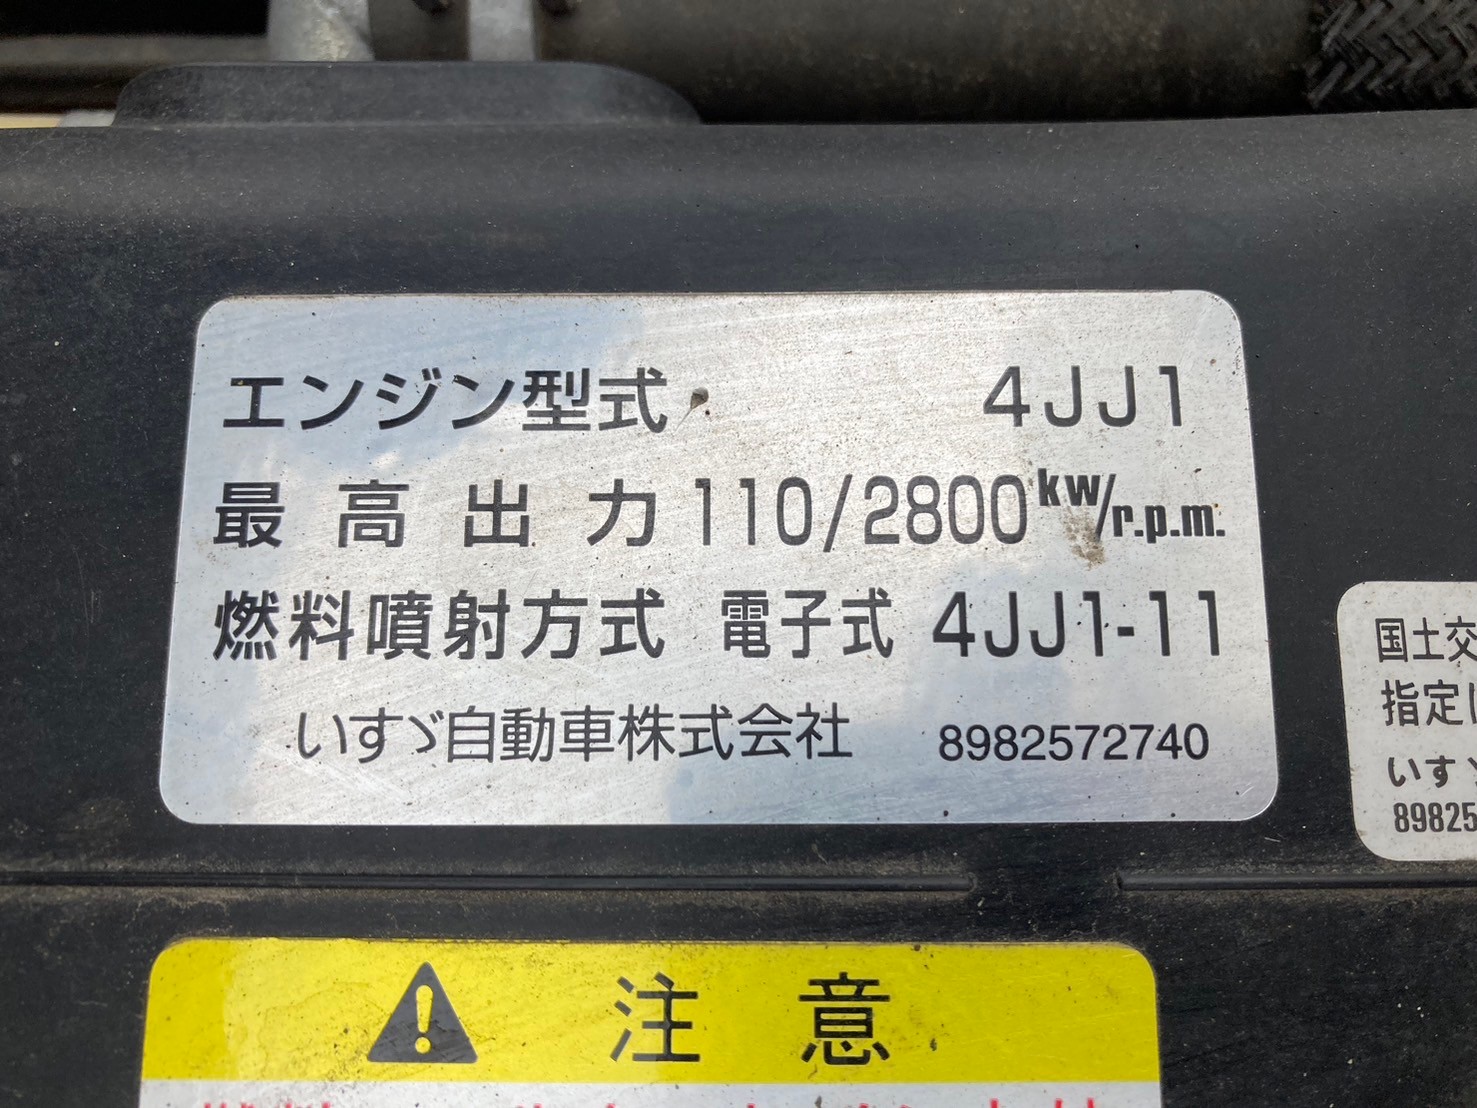 エンジン型式 4JJ1
最高出力 110/2800 kw/r.p.m.
燃料噴射方式 電子式 4JJ1-11
いすゞ自動車株式会社 8982572740
国土交
指定
いすゞ
89825
注意